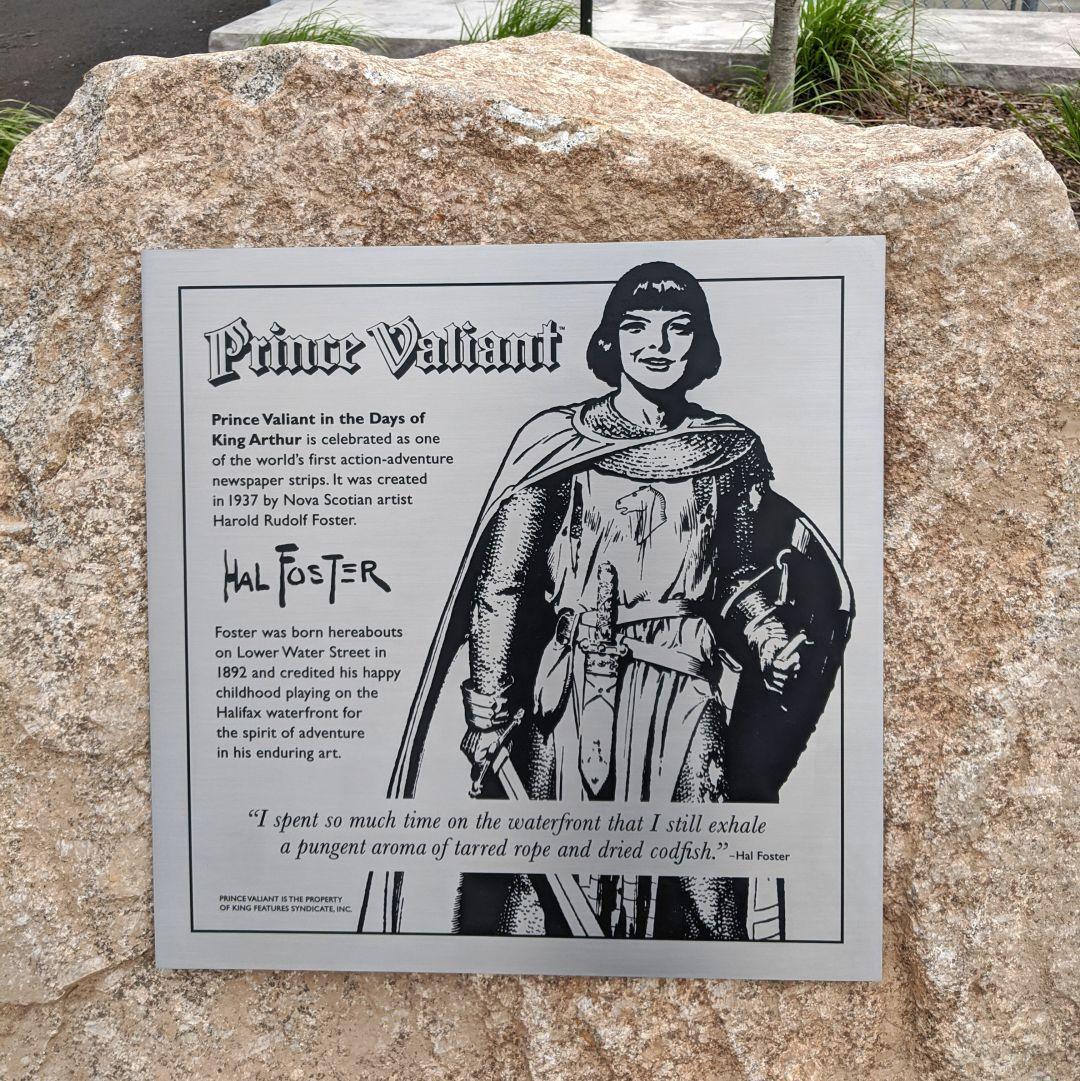 Prince Valiant™
Prince Valiant in the Days of
King Arthur is celebrated as one
of the world's first action-adventure
newspaper strips. It was created
in 1937 by Nova Scotian artist
Harold Rudolf Foster.
HAL FOSTER
Foster was born hereabouts
on Lower Water Street in
1892 and credited his happy
childhood playing on the
Halifax waterfront for
the spirit of adventure
in his enduring art.
“I spent so much time on the waterfront that I still exhale
a pungent aroma of tarred rope and dried codfish.” –Hal Foster
PRINCE VALIANT IS THE PROPERTY
OF KING FEATURES SYNDICATE, INC.